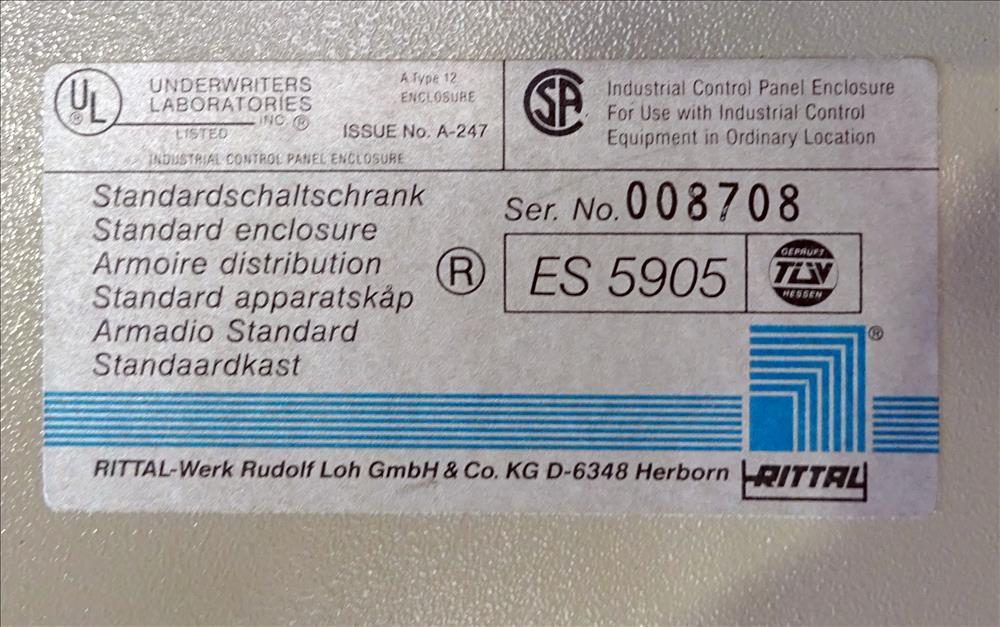 UL ®
UNDERWRITERS
LABORATORIES
INC. ®
LISTED
A Type 12
ENCLOSURE
ISSUE No. A-247
INDUSTRIAL CONTROL PANEL ENCLOSURE
SA
Industrial Control Panel Enclosure
For Use with Industrial Control
Equipment in Ordinary Location
Standardschaltschrank
Standard enclosure
Armoire distribution
Standard apparatskåp
Armadio Standard
Standaardkast
Ser. No. 008708
®
ES 5905
GEPRÜFT
TÜV
HESSEN
®
RITTAL-Werk Rudolf Loh GmbH & Co. KG D-6348 Herborn
RITTAL